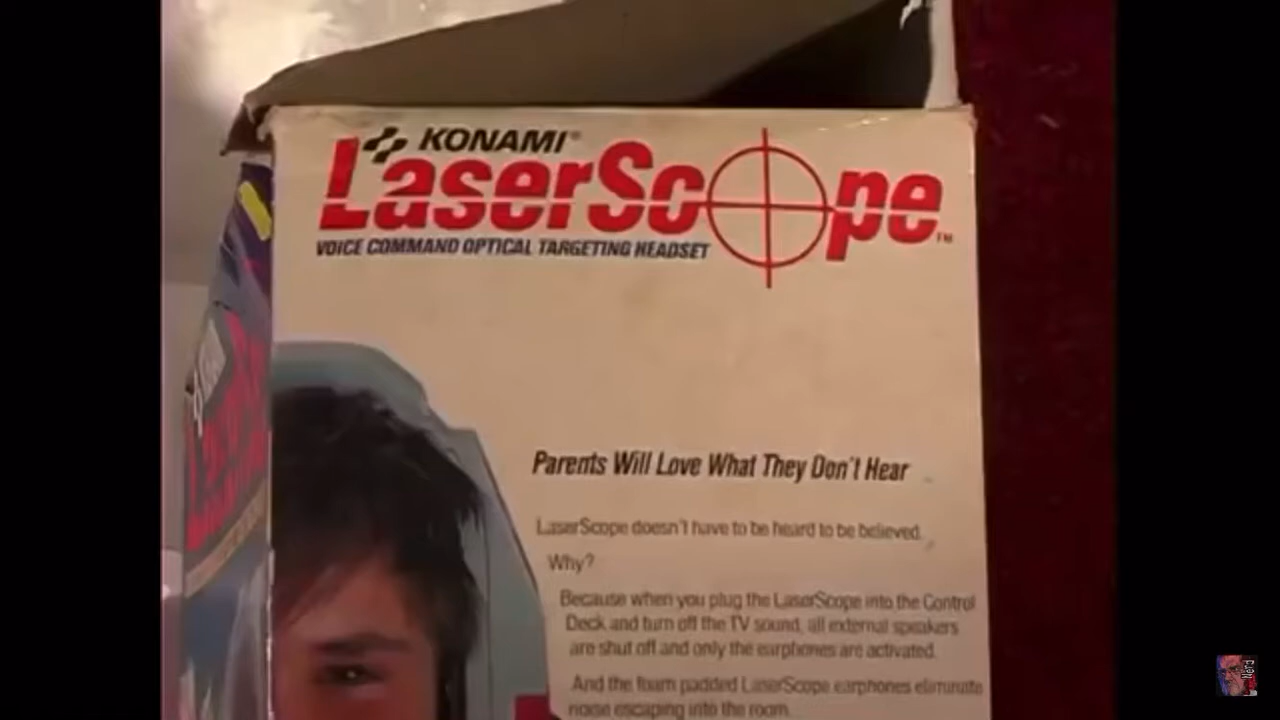 KONAMI®
LaserScope™
VOICE COMMAND OPTICAL TARGETING HEADSET
Parents Will Love What They Don't Hear
LaserScope doesn't have to be heard to be believed.
Why?
Because when you plug the LaserScope into the Control
Deck and turn off the TV sound, all external speakers
are shut off and only the earphones are activated.
And the foam padded LaserScope earphones eliminate
noise escaping into the room.
Nerd